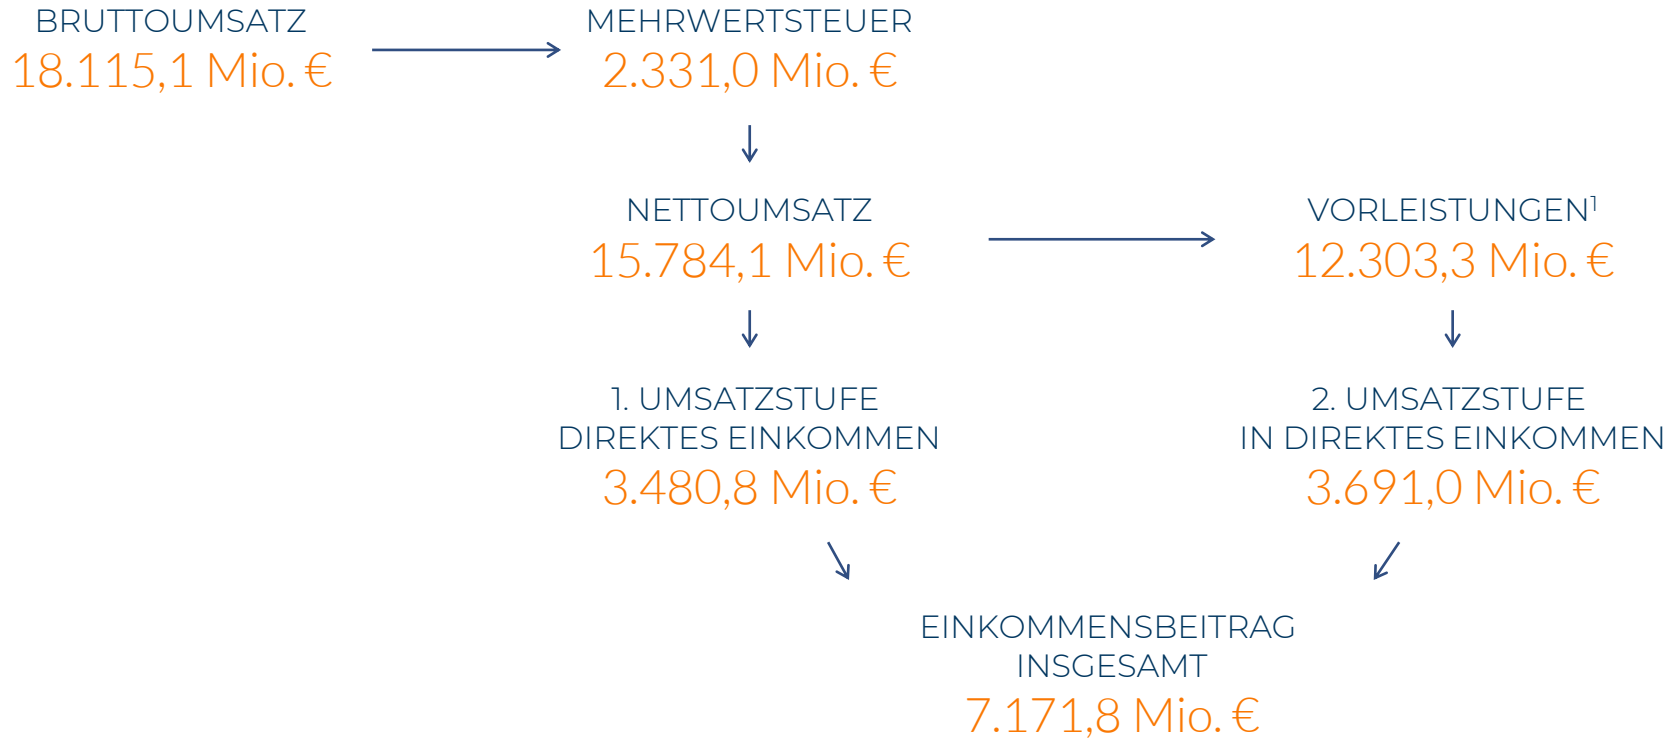 BRUTTOUMSATZ
18.115,1 Mio. €
MEHRWERTSTEUER
2.331,0 Mio. €
NETTOUMSATZ
15.784,1 Mio. €
VORLEISTUNGEN¹
12.303,3 Mio. €
1. UMSATZSTUFE
DIREKTES EINKOMMEN
3.480,8 Mio. €
2. UMSATZSTUFE
IN DIREKTES EINKOMMEN
3.691,0 Mio. €
EINKOMMENSBEITRAG
INSGESAMT
7.171,8 Mio. €